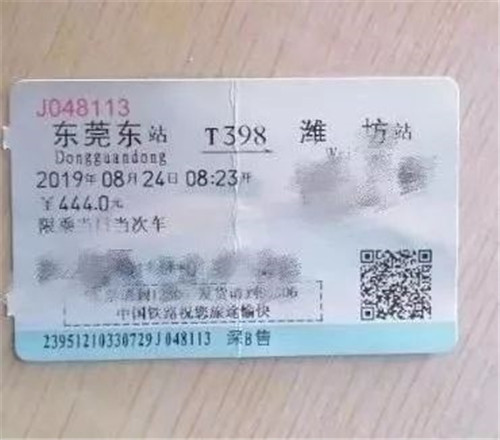 J048113
东莞东站 T398 潍坊站
Dongguandong Wei
2019年08月24日 08:23开
￥444.0元
限乘当日当次车
中国铁路祝您旅途愉快
23951210330729J048113 深B售